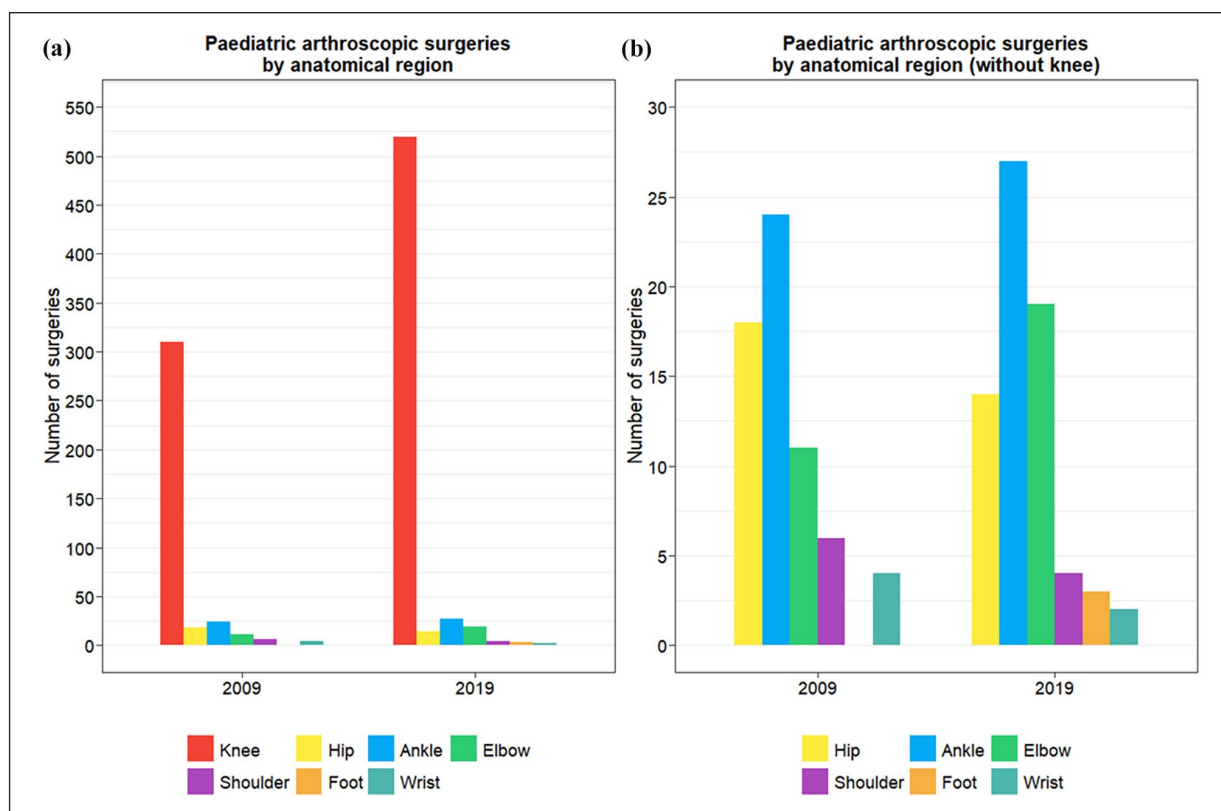 (a)
Paediatric arthroscopic surgeries
by anatomical region
Number of surgeries
550
500
450
400
350
300
250
200
150
100
50
0
2009 2019
Knee Hip Ankle Elbow
Shoulder Foot Wrist
(b)
Paediatric arthroscopic surgeries
by anatomical region (without knee)
Number of surgeries
30
25
20
15
10
5
0
2009 2019
Hip Ankle Elbow
Shoulder Foot Wrist